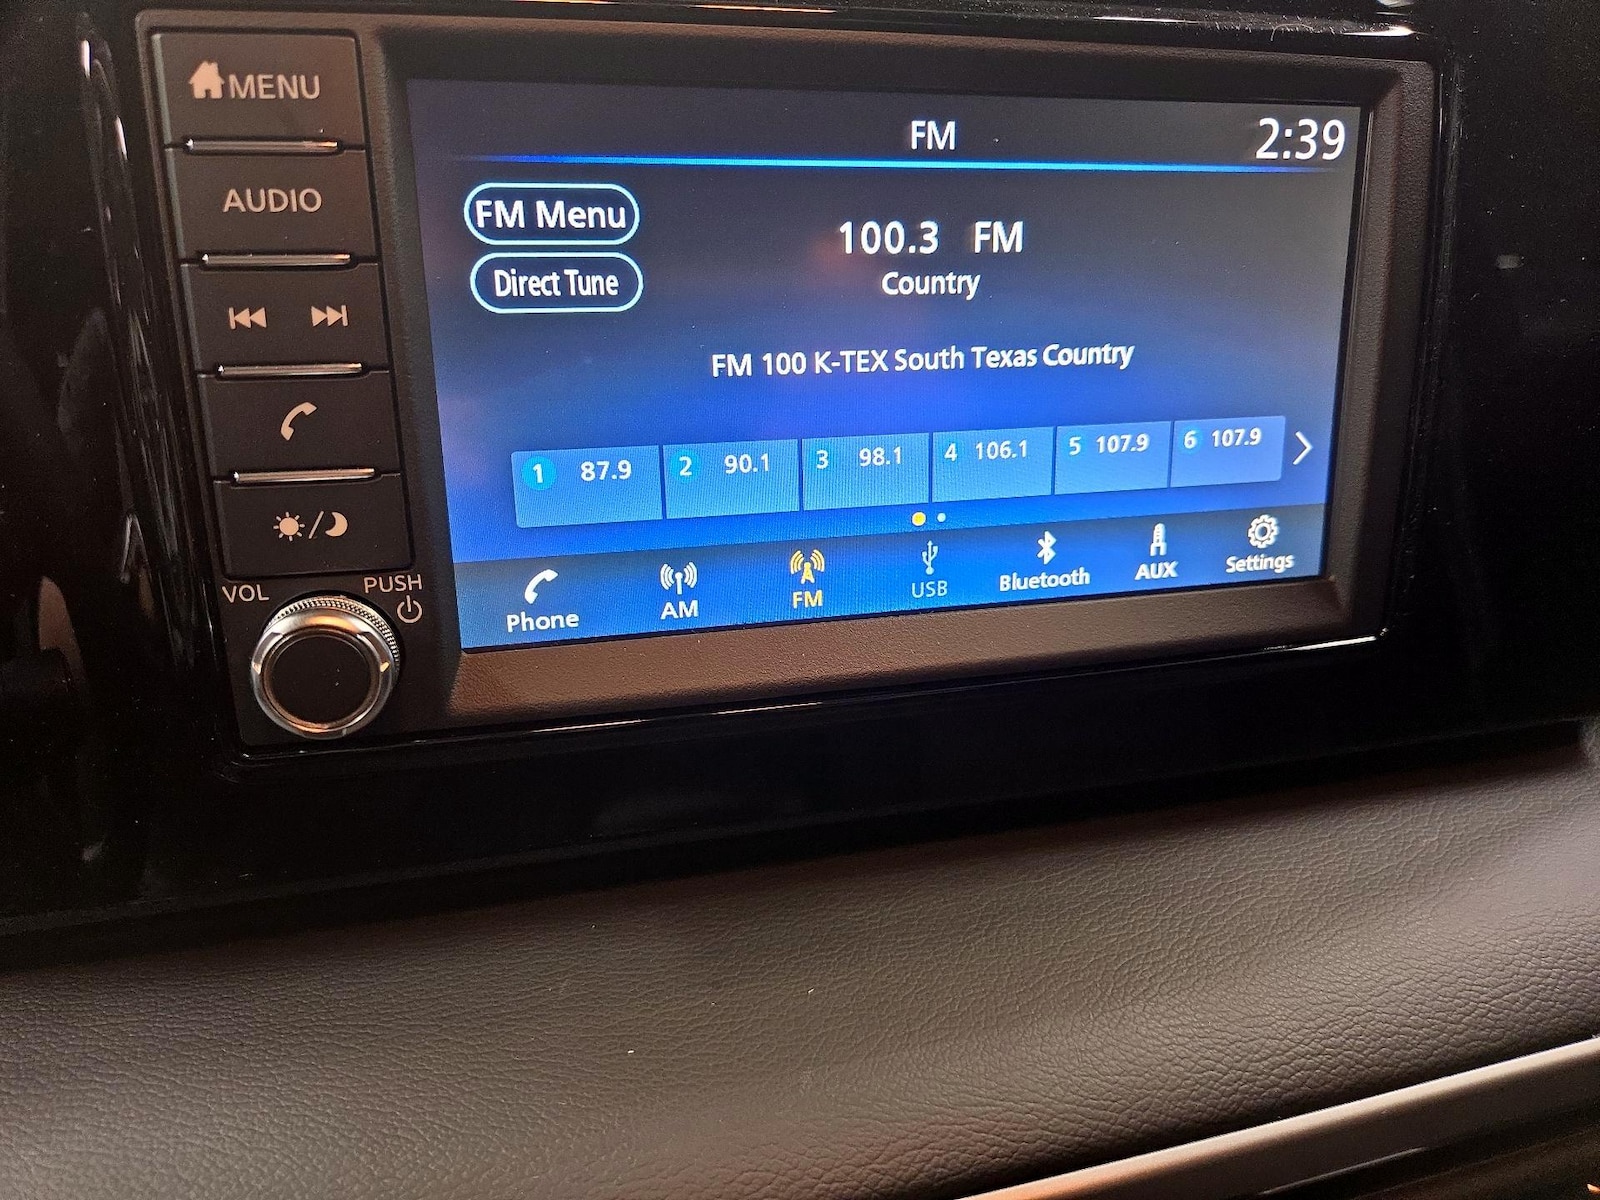 MENU
AUDIO
VOL
PUSH
FM
2:39
FM Menu
Direct Tune
100.3 FM
Country
FM 100 K-TEX South Texas Country
1 87.9
2 90.1
3 98.1
4 106.1
5 107.9
6 107.9
Phone
AM
FM
USB
Bluetooth
AUX
Settings